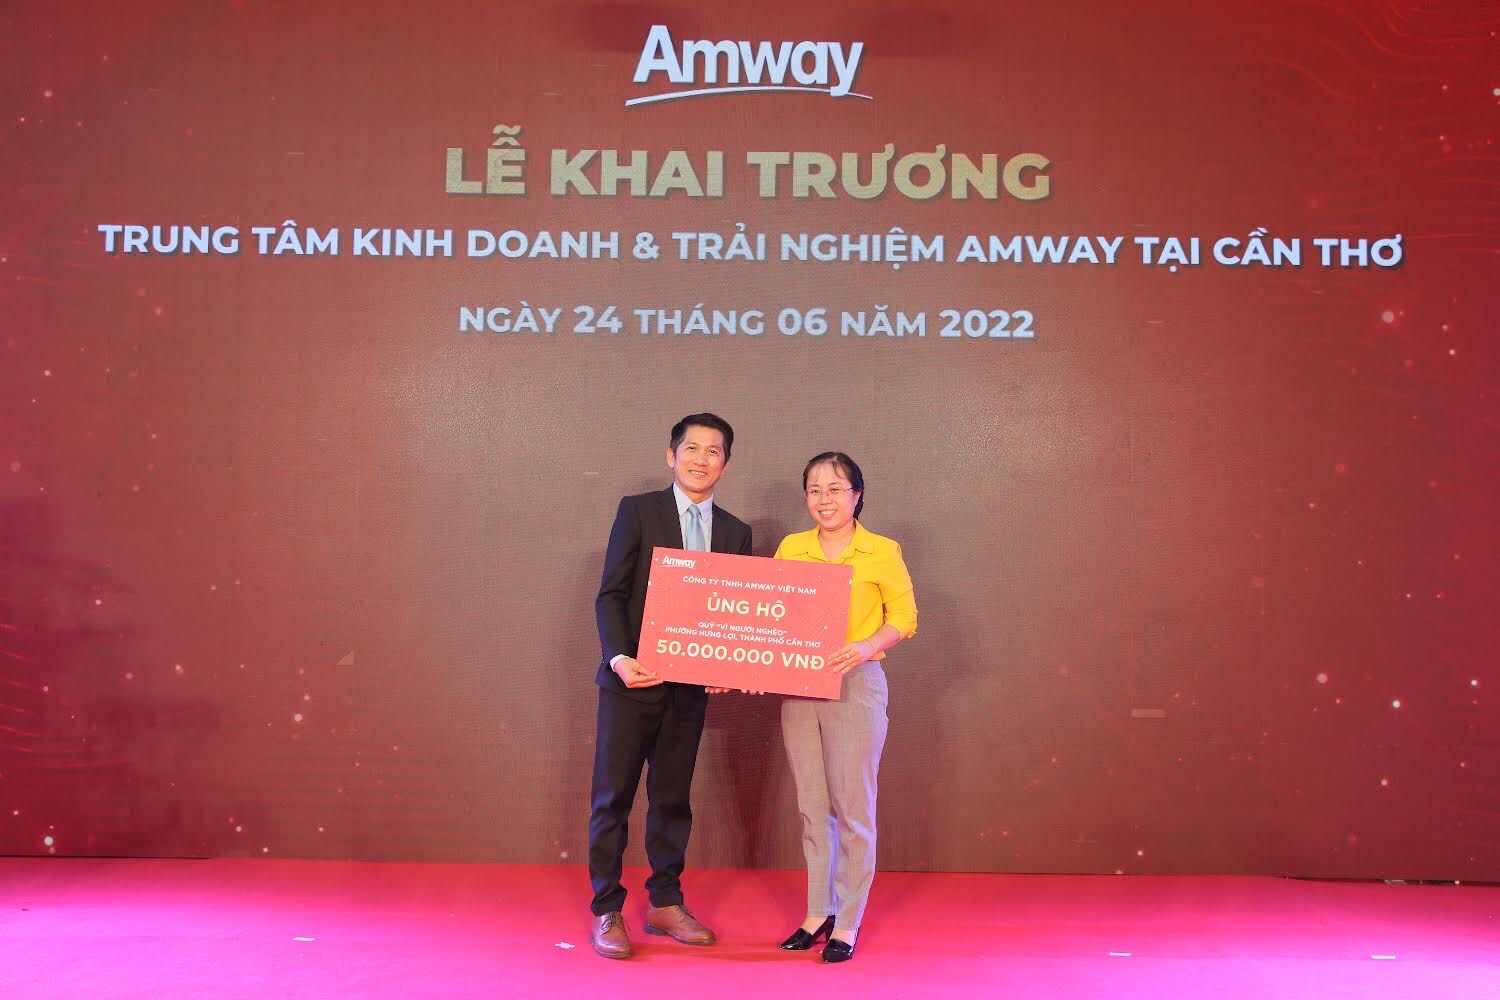 Amway
LỄ KHAI TRƯƠNG
TRUNG TÂM KINH DOANH & TRẢI NGHIỆM AMWAY TẠI CẦN THƠ
NGÀY 24 THÁNG 06 NĂM 2022
Amway
CÔNG TY TNHH AMWAY VIỆT NAM
ỦNG HỘ
QUỸ "VÌ NGƯỜI NGHÈO"
PHƯỜNG HƯNG LỢI, THÀNH PHỐ CẦN THƠ
50.000.000 VNĐ